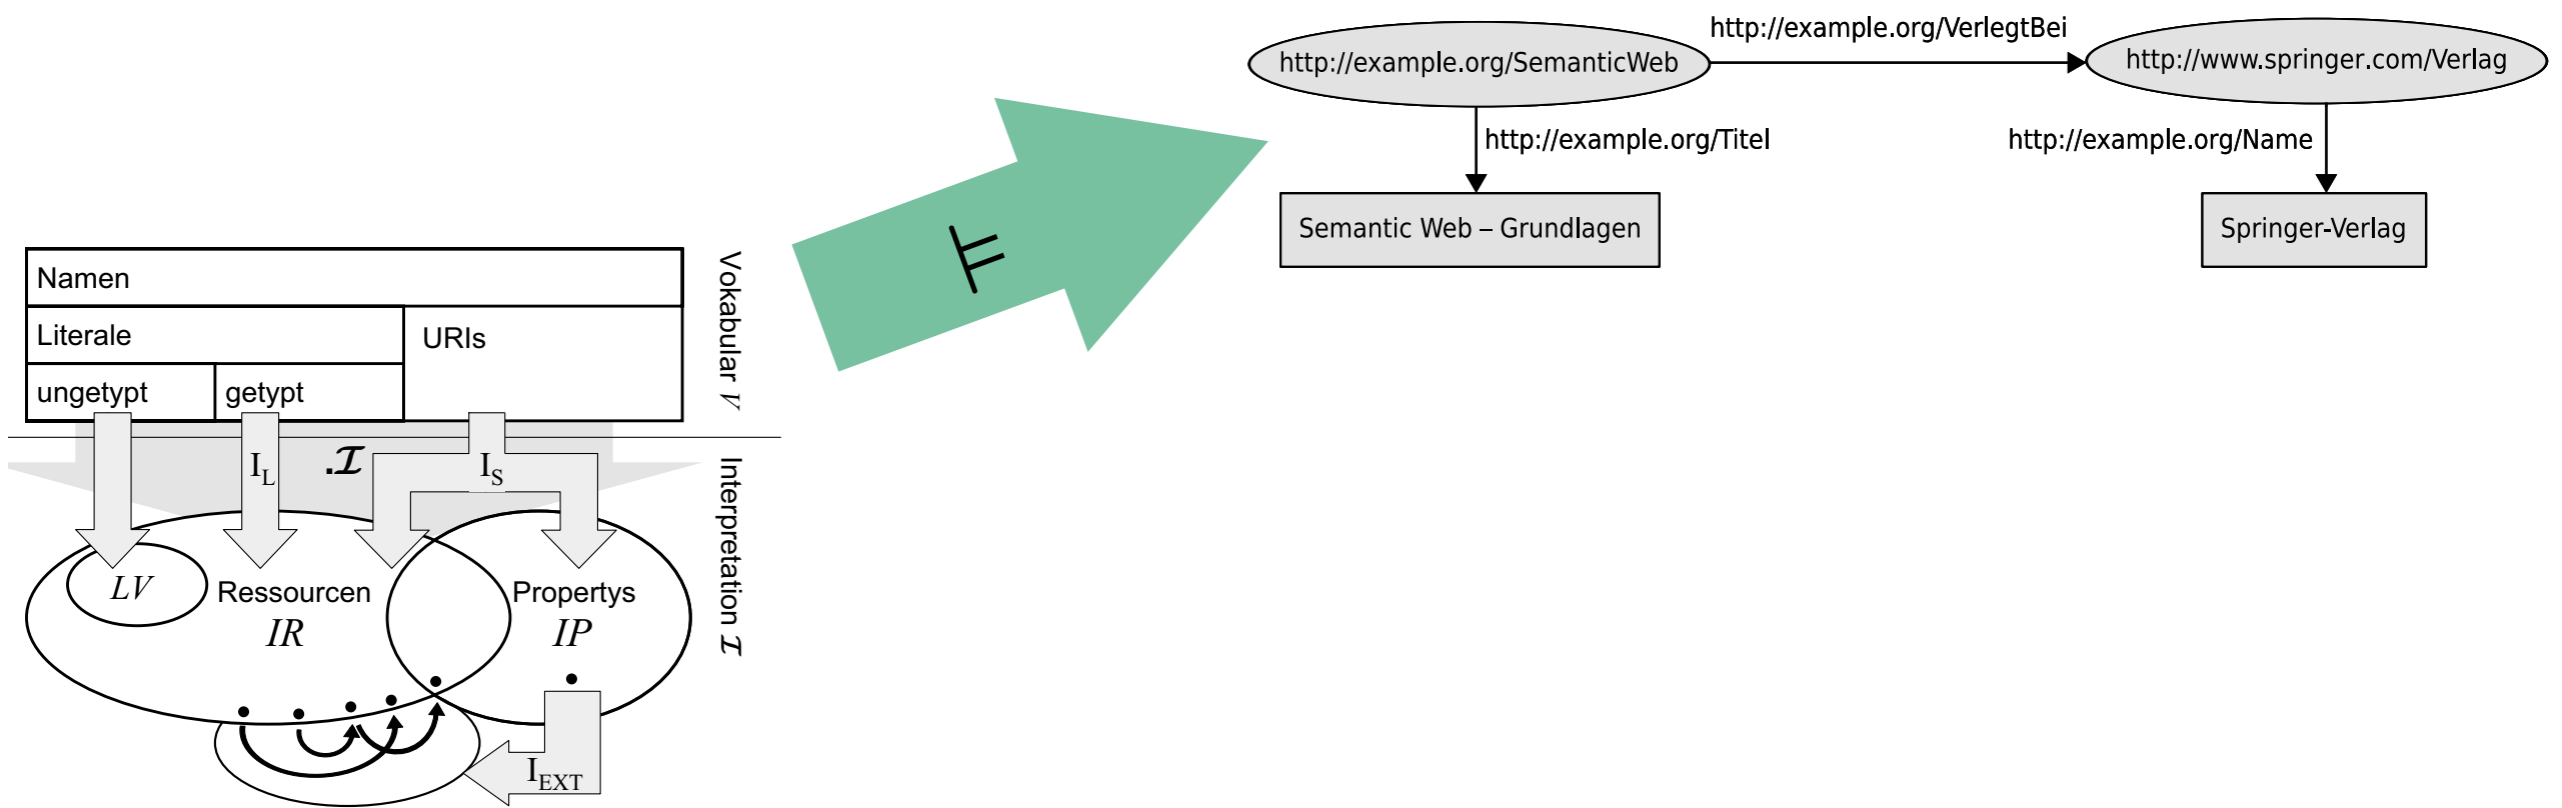 http://example.org/VerlegtBei
http://example.org/SemanticWeb
http://www.springer.com/Verlag
http://example.org/Titel
http://example.org/Name
Semantic Web – Grundlagen
Springer-Verlag
⊨
Namen
Literale
URIs
ungetypt
getypt
Vokabular V
I_L
.𝓘
I_S
Interpretation 𝓘
LV
Ressourcen
IR
Propertys
IP
I_EXT